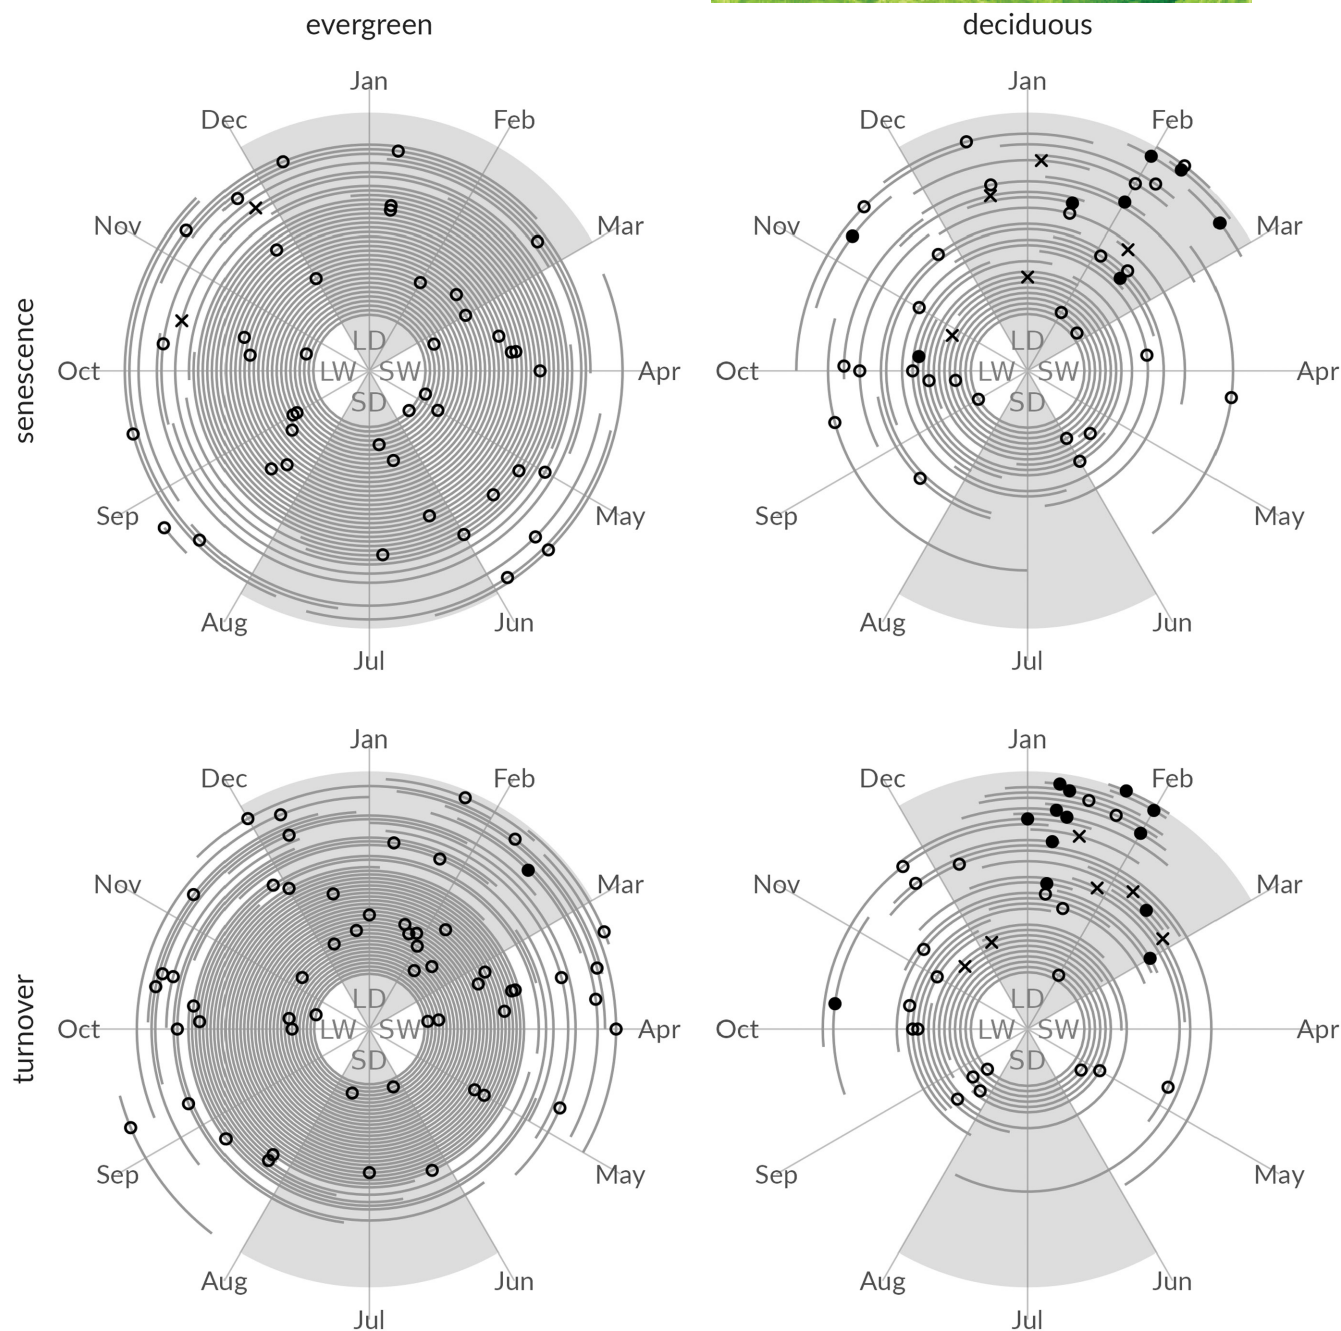 evergreen
deciduous
Jan
Dec Feb
Nov Mar
LD
Oct LW SW Apr
SD
Sep May
Aug Jun
Jul
senescence
Jan
Dec Feb
Nov Mar
LD
Oct LW SW Apr
SD
Sep May
Aug Jun
Jul
turnover
Jan
Dec Feb
Nov Mar
LD
Oct LW SW Apr
SD
Sep May
Aug Jun
Jul
Jan
Dec Feb
Nov Mar
LD
Oct LW SW Apr
SD
Sep May
Aug Jun
Jul